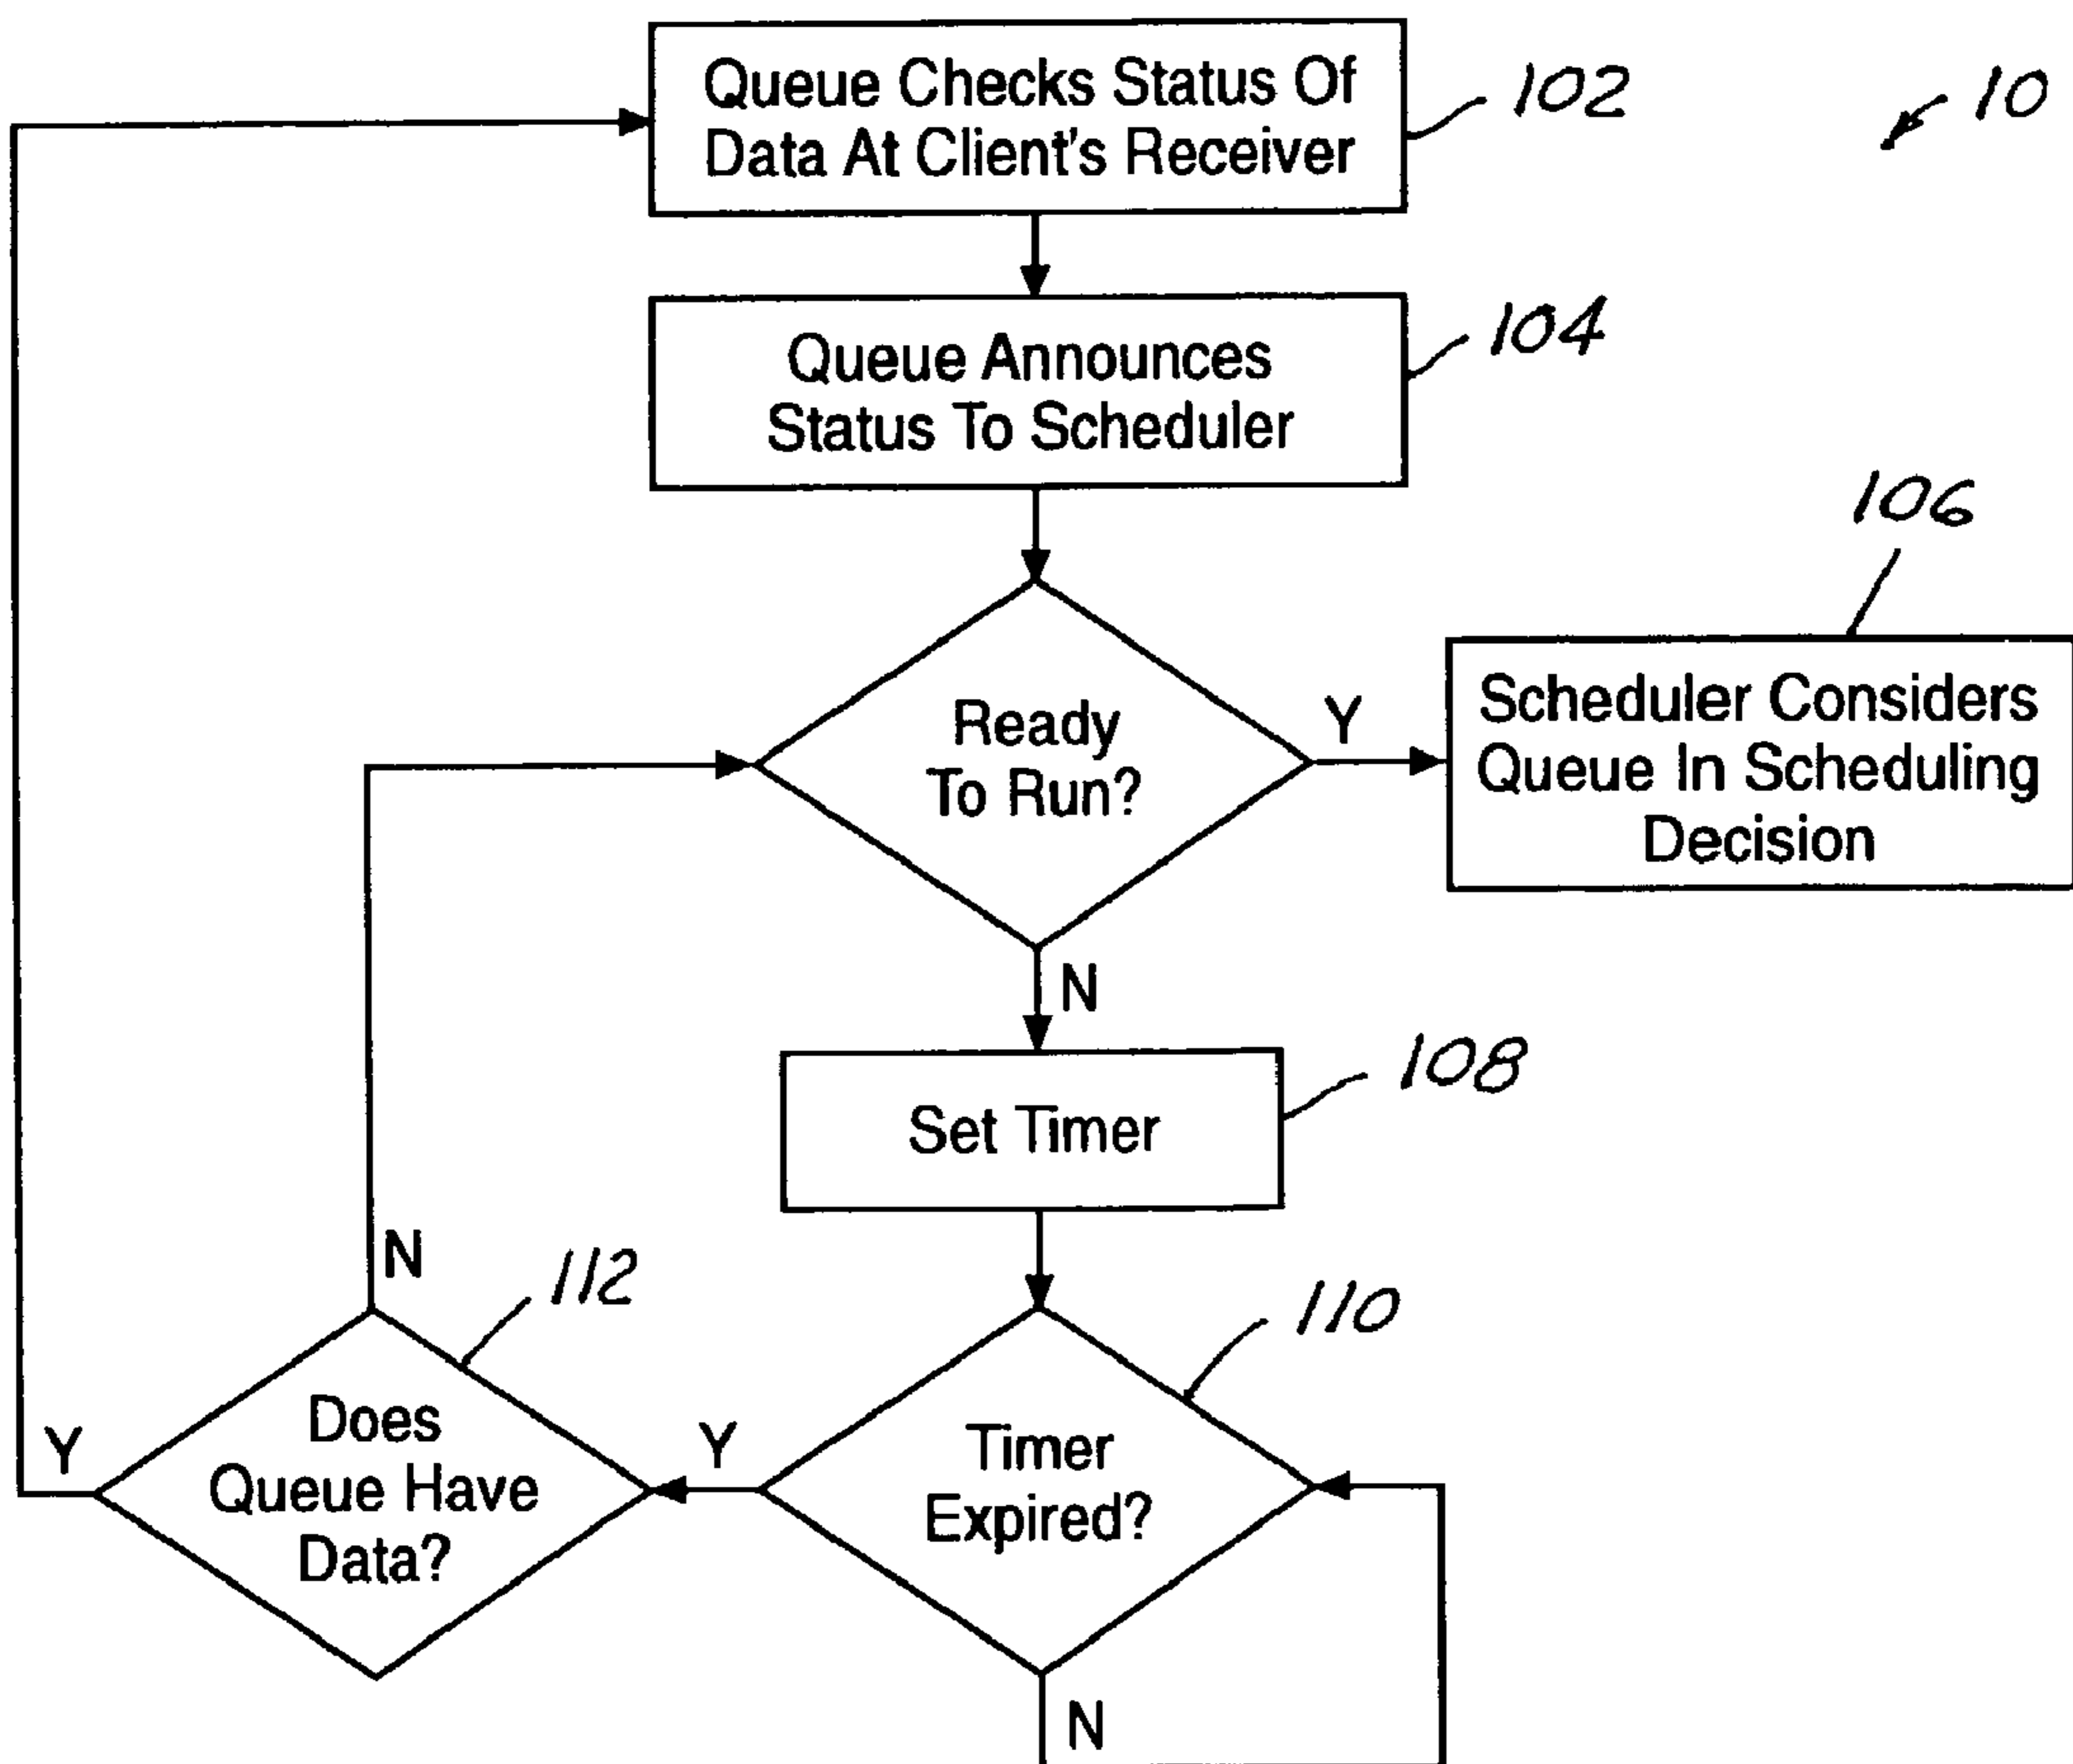 Queue Checks Status Of
Data At Client's Receiver
102
10
Queue Announces
Status To Scheduler
104
106
Ready
To Run?
Y
Scheduler Considers
Queue In Scheduling
Decision
N
Set Timer
108
N
112
110
Does
Queue Have
Data?
Y
Y
Timer
Expired?
N